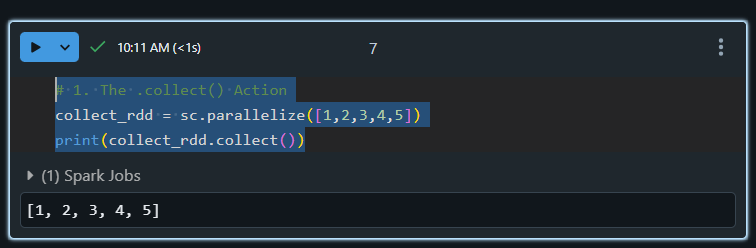 10:11 AM (<1s) 7
# 1. The .collect() Action
collect_rdd = sc.parallelize([1,2,3,4,5])
print(collect_rdd.collect())
(1) Spark Jobs
[1, 2, 3, 4, 5]